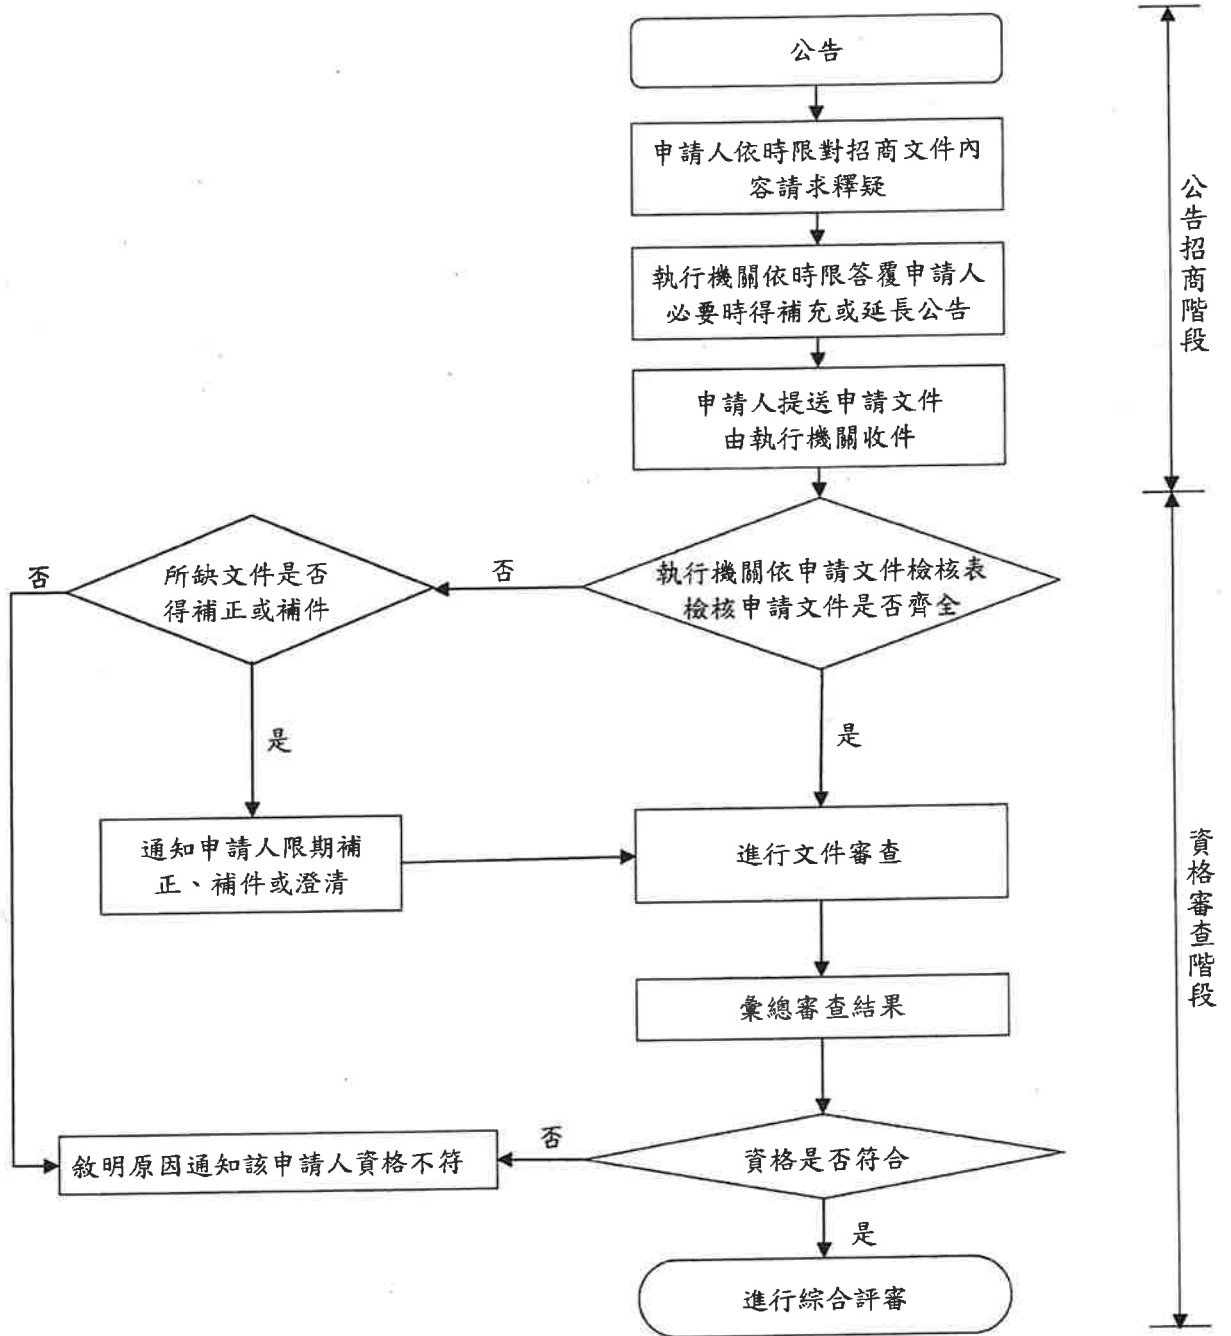 公告
申請人依時限對招商文件內
容請求釋疑
執行機關依時限答覆申請人
必要時得補充或延長公告
申請人提送申請文件
由執行機關收件
公告招商階段
執行機關依申請文件檢核表
檢核申請文件是否齊全
否
所缺文件是否
得補正或補件
否
是
是
通知申請人限期補
正、補件或澄清
進行文件審查
彙總審查結果
資格審查階段
資格是否符合
否
敘明原因通知該申請人資格不符
是
進行綜合評審